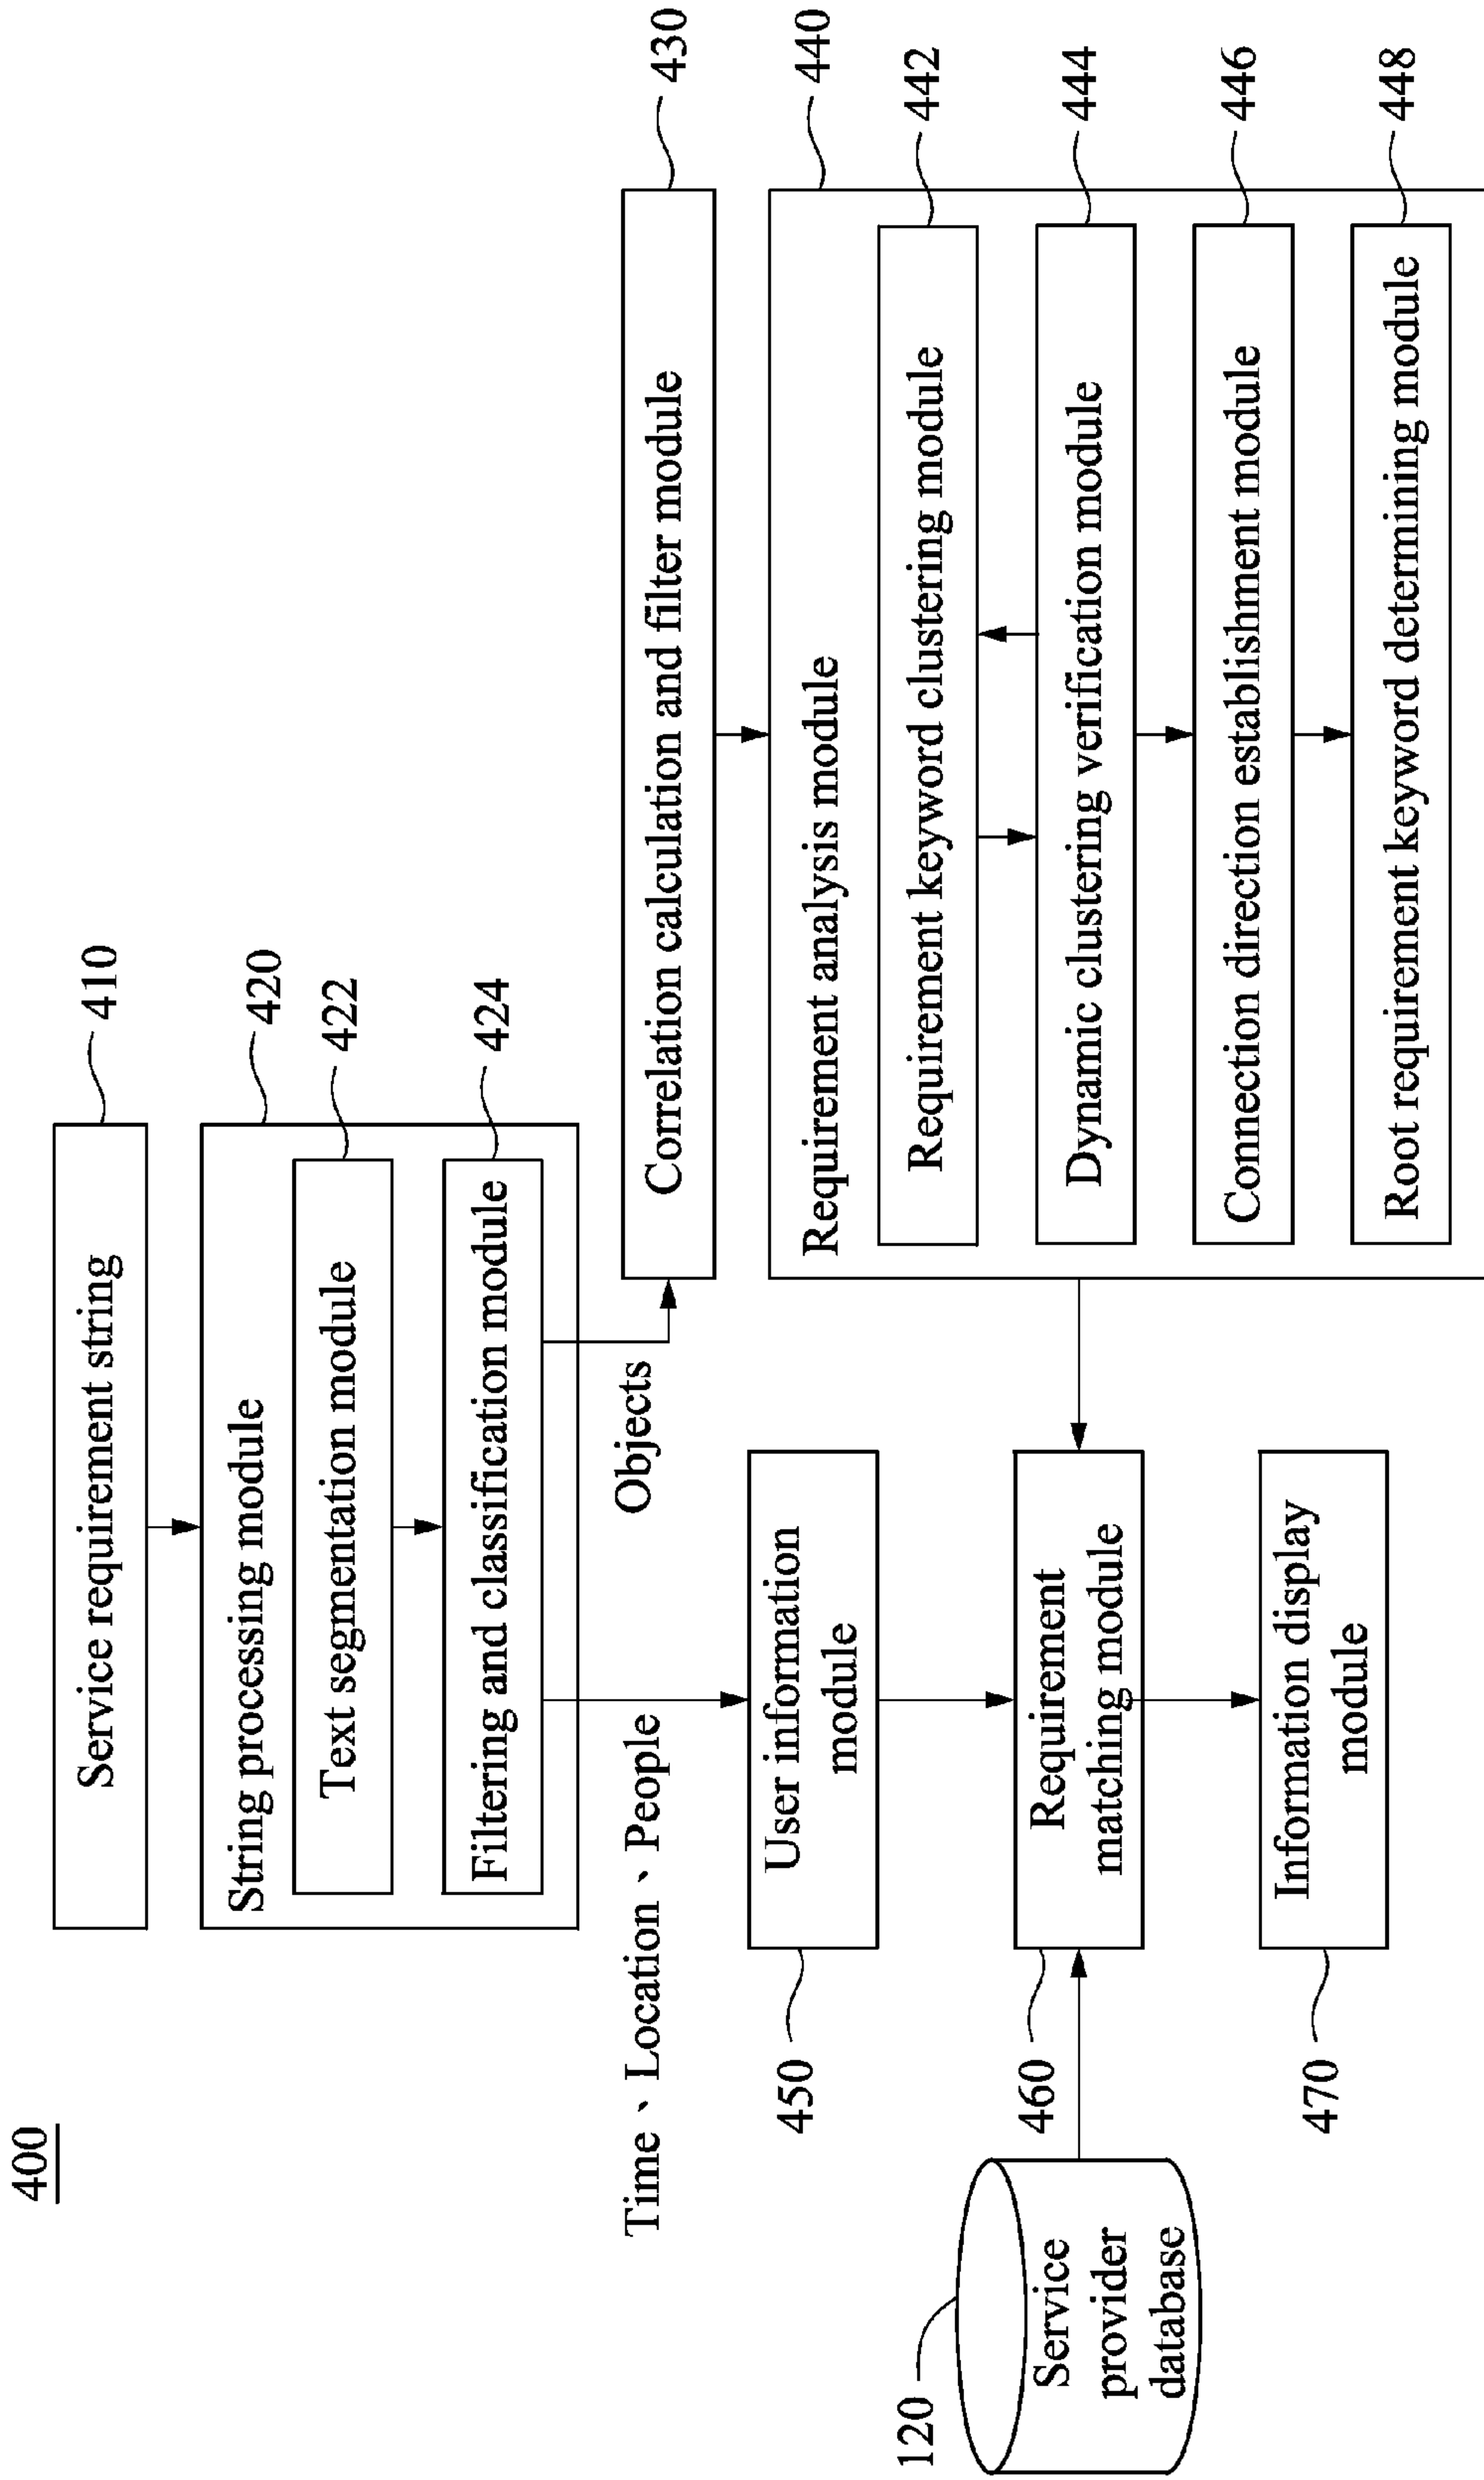 400
Service requirement string
410
String processing module
420
Text segmentation module
422
Filtering and classification module
424
Time、Location、People
Objects
Correlation calculation and filter module
430
Requirement analysis module
440
Requirement keyword clustering module
442
Dynamic clustering verification module
444
Connection direction establishment module
446
Root requirement keyword determining module
448
450
User information
module
120
Service
provider
database
460
Requirement
matching module
470
Information display
module